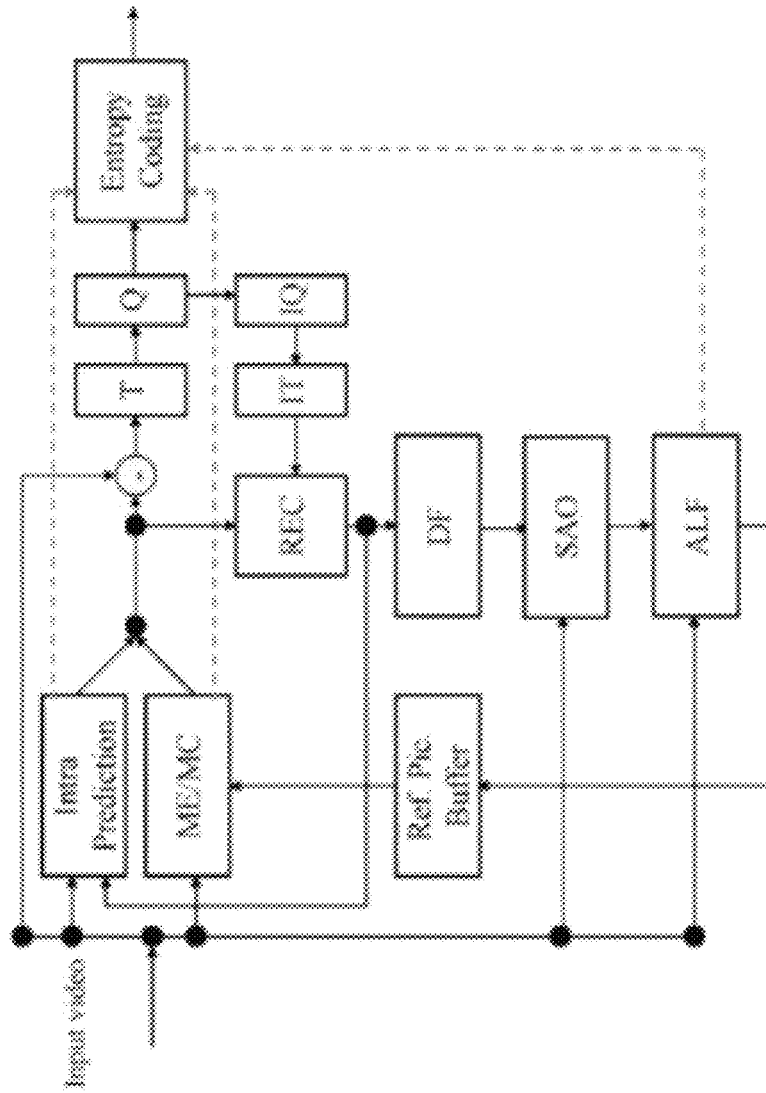 Input video
Intra
Prediction
ME/MC
T
Q
Entropy
Coding
REC
IT
IQ
Ref. Pic.
Buffer
DF
SAO
ALF